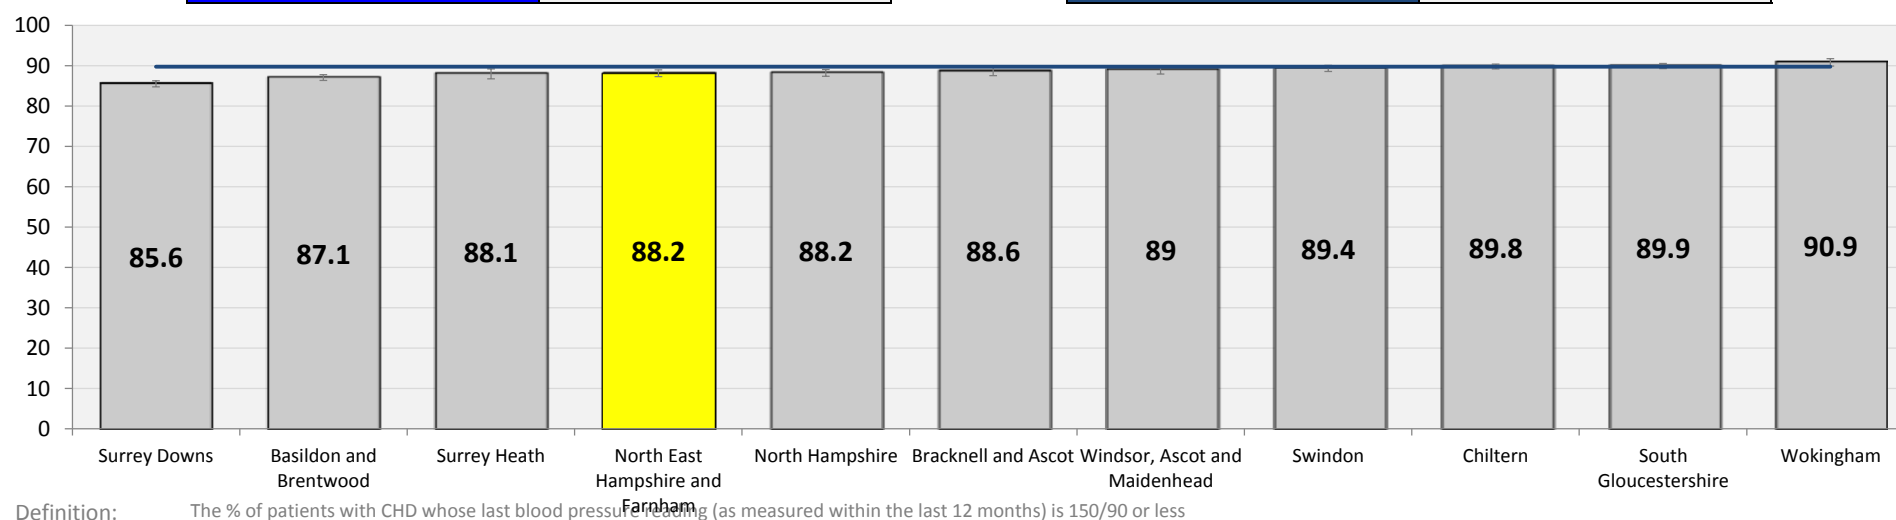 100
90
80
70
60
50
40
30
20
10
0
85.6
87.1
88.1
88.2
88.2
88.6
89
89.4
89.8
89.9
90.9
Surrey Downs
Basildon and
Brentwood
Surrey Heath
North East
Hampshire and
Farnham
North Hampshire
Bracknell and Ascot
Windsor, Ascot and
Maidenhead
Swindon
Chiltern
South
Gloucestershire
Wokingham
Definition: The % of patients with CHD whose last blood pressure reading (as measured within the last 12 months) is 150/90 or less